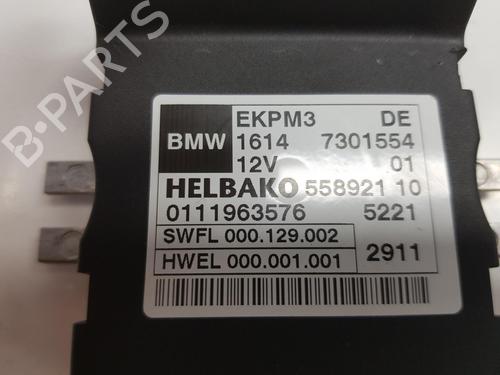 B-PARTS
EKPM3 DE
BMW 1614 7301554
12V 01
HELBAKO 558921 10
0111963576 5221
SWFL 000.129.002
HWEL 000.001.001 2911